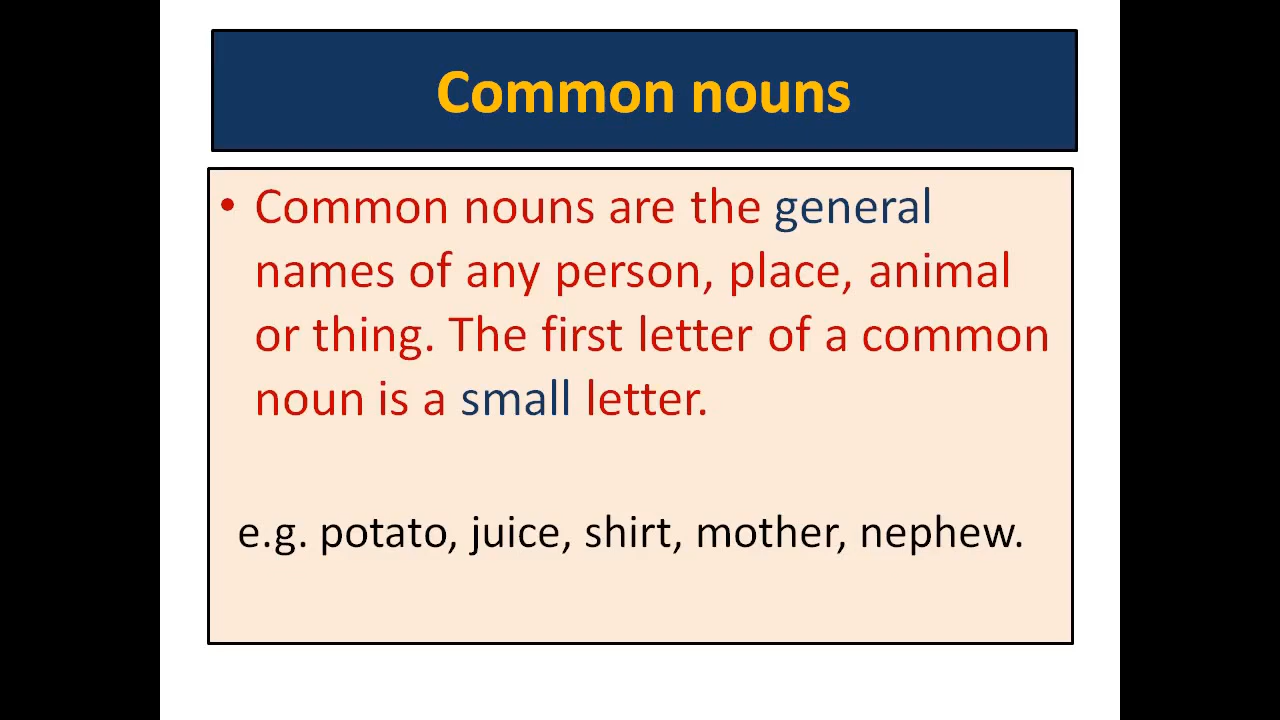 Common nouns
• Common nouns are the general
names of any person, place, animal
or thing. The first letter of a common
noun is a small letter.
e.g. potato, juice, shirt, mother, nephew.